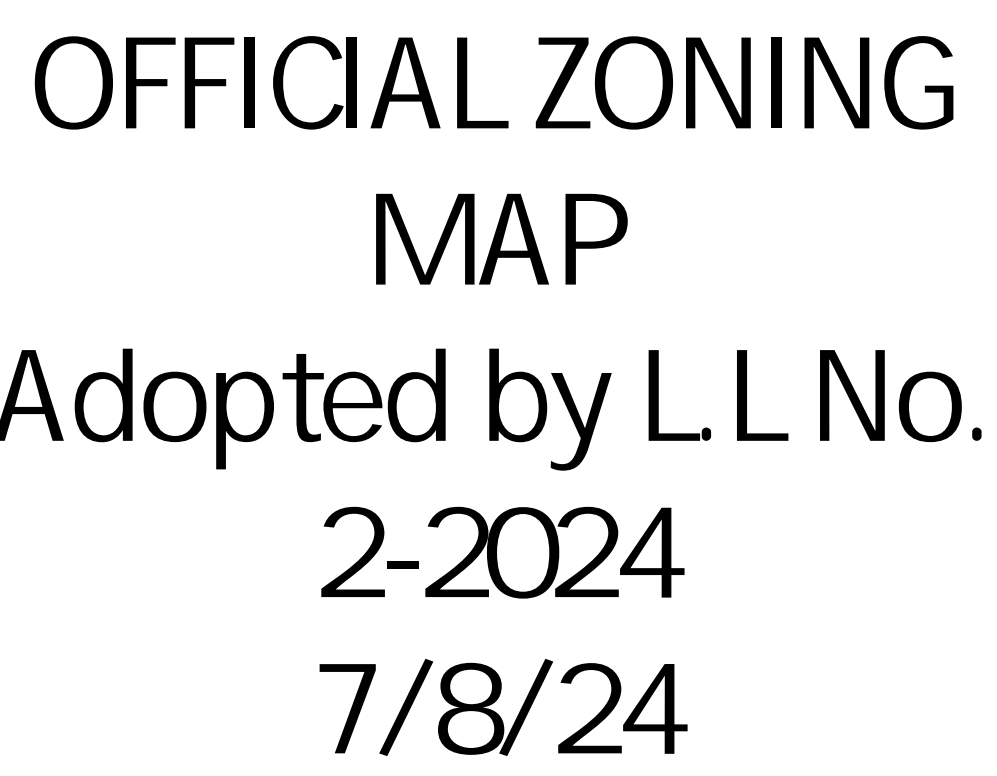 OFFICIAL ZONING
MAP
Adopted by L. L No.
2-2024
7/8/24